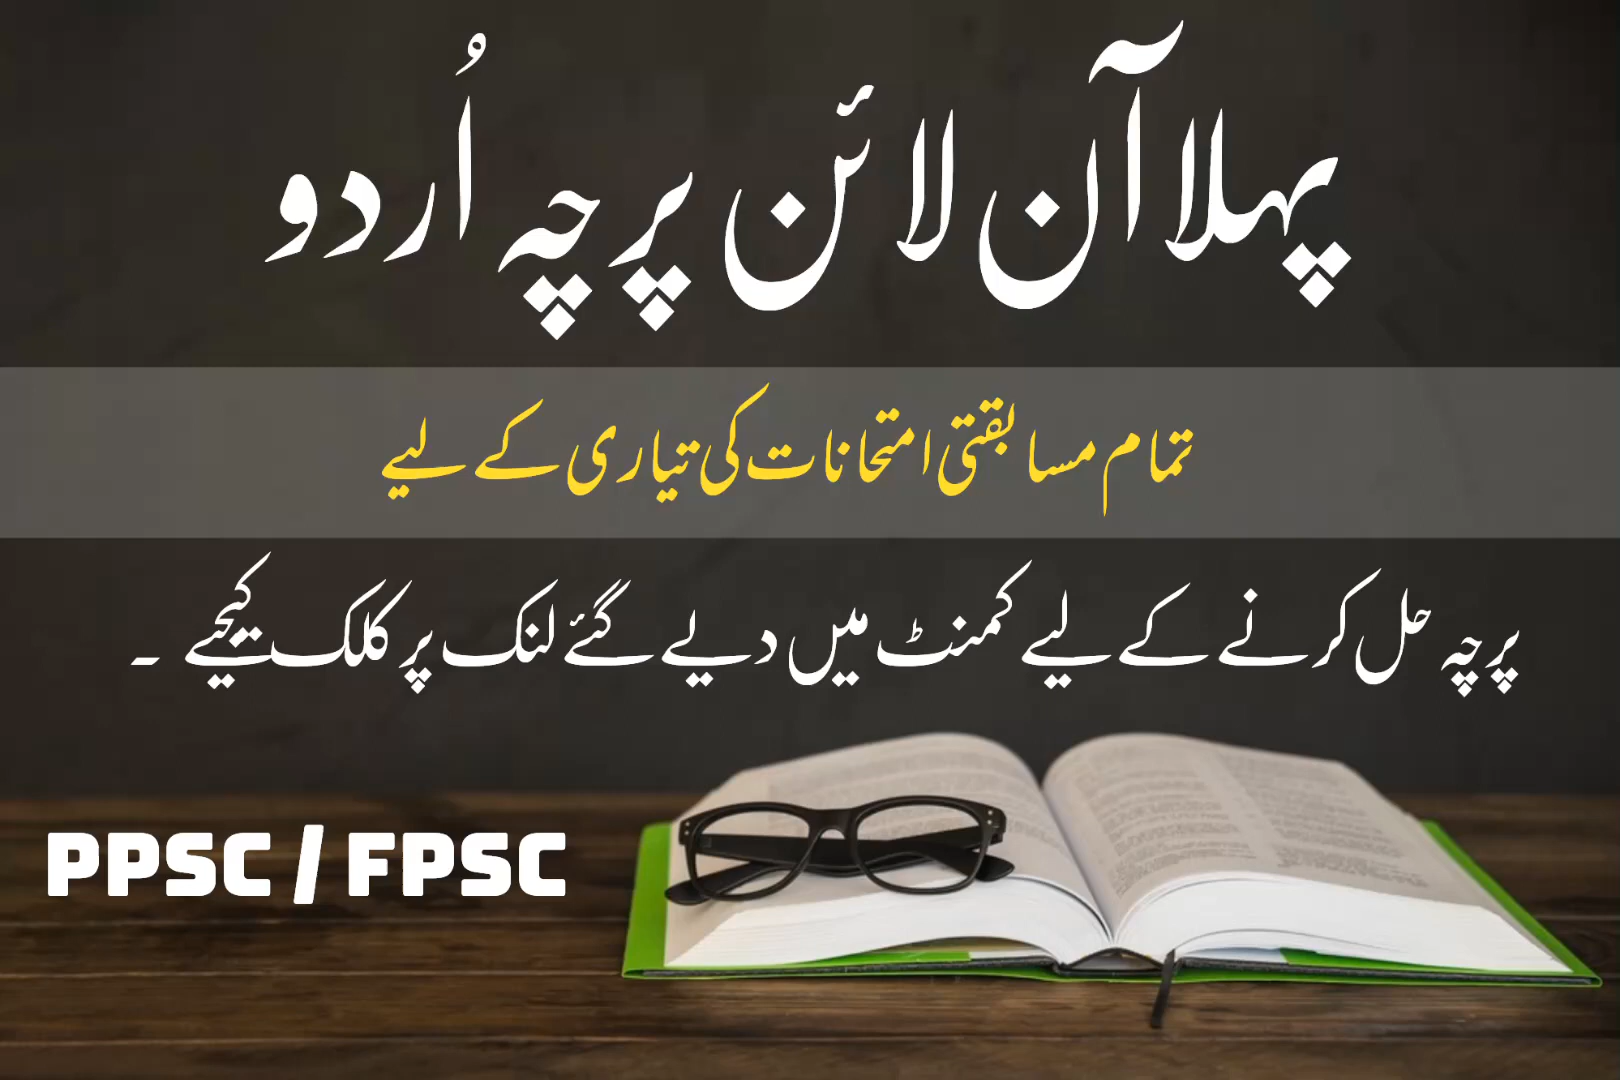 پہلا آن لائن پرچہ اُردو
تمام مسابقتی امتحانات کی تیاری کے لیے
پرچہ حل کرنے کے لیے کمنٹ میں دیے گئے لنک پر کلک کیجیے ۔
PPSC / FPSC